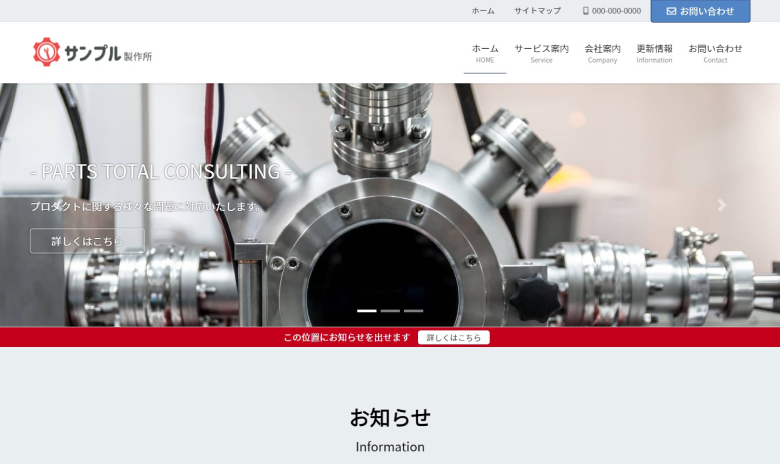 ホーム サイトマップ 000-000-0000 お問い合わせ
サンプル製作所
ホーム サービス案内 会社案内 更新情報 お問い合わせ
HOME Service Company Information Contact
- PARTS TOTAL CONSULTING -
プロダクトに関する様々な問題に対応いたします。
詳しくはこちら
この位置にお知らせを出せます 詳しくはこちら
お知らせ
Information